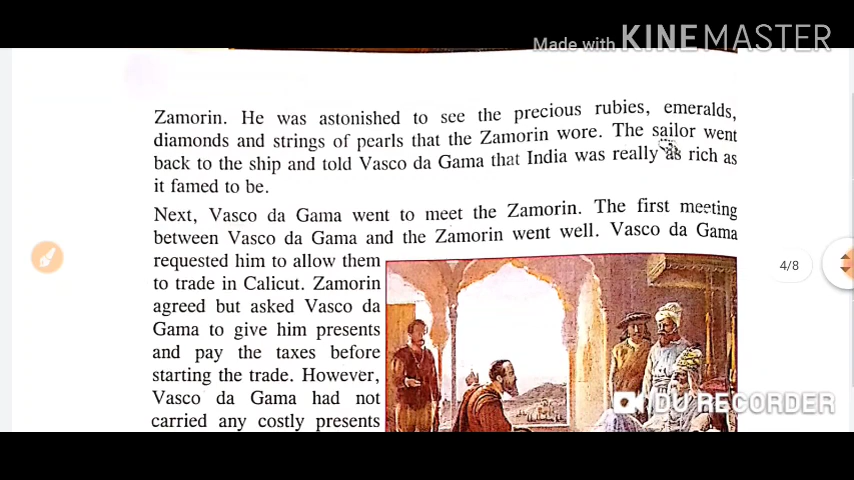 Made with KINEMASTER
Zamorin. He was astonished to see the precious rubies, emeralds,
diamonds and strings of pearls that the Zamorin wore. The sailor went
back to the ship and told Vasco da Gama that India was really as rich as
it famed to be.
Next, Vasco da Gama went to meet the Zamorin. The first meeting
between Vasco da Gama and the Zamorin went well. Vasco da Gama
requested him to allow them
to trade in Calicut. Zamorin
agreed but asked Vasco da
Gama to give him presents
and pay the taxes before
starting the trade. However,
Vasco da Gama had not
carried any costly presents
4/8
DU RECORDER